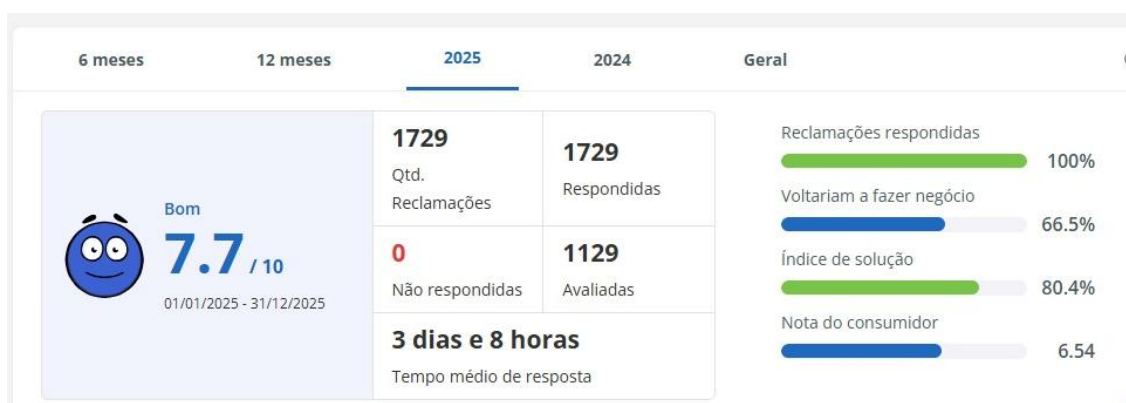 6 meses
12 meses
2025
2024
Geral
Bom
7.7 / 10
01/01/2025 - 31/12/2025
1729
Qtd.
Reclamações
1729
Respondidas
0
Não respondidas
1129
Avaliadas
3 dias e 8 horas
Tempo médio de resposta
Reclamações respondidas
100%
Voltariam a fazer negócio
66.5%
Índice de solução
80.4%
Nota do consumidor
6.54